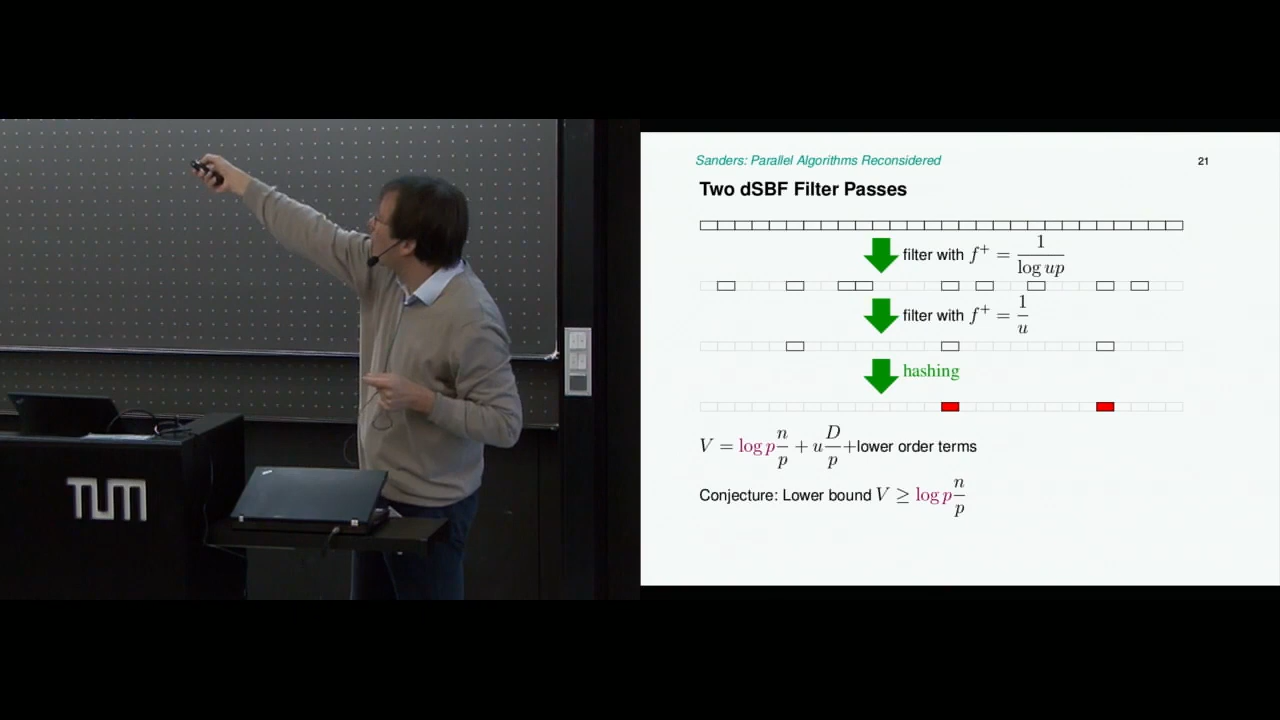 Sanders: Parallel Algorithms Reconsidered 21
Two dSBF Filter Passes
filter with f⁺ = 1 / log up
filter with f⁺ = 1 / u
hashing
V = log p n/p + u D/p + lower order terms
Conjecture: Lower bound V ≥ log p n/p
TUM